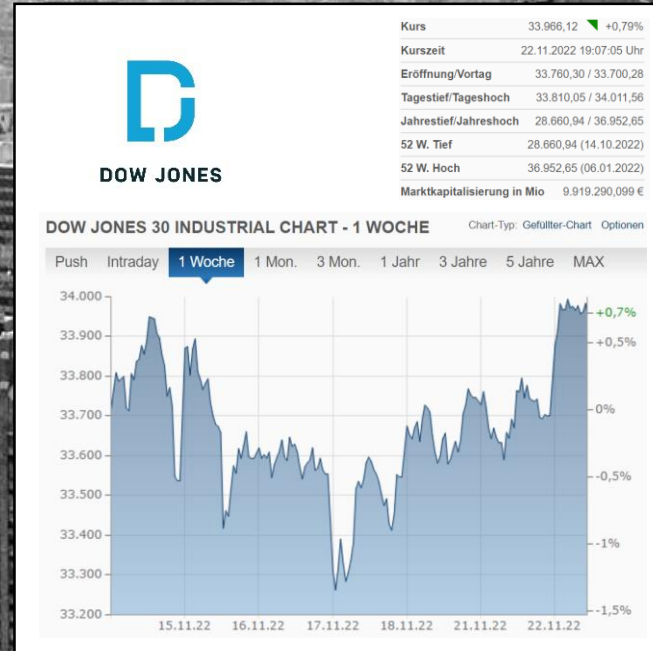 DOW JONES
Kurs 33.966,12 +0,79%
Kurszeit 22.11.2022 19:07:05 Uhr
Eröffnung/Vortag 33.760,30 / 33.700,28
Tagestief/Tageshoch 33.810,05 / 34.011,56
Jahrestief/Jahreshoch 28.660,94 / 36.952,65
52 W. Tief 28.660,94 (14.10.2022)
52 W. Hoch 36.952,65 (06.01.2022)
Marktkapitalisierung in Mio 9.919.290,099 €
DOW JONES 30 INDUSTRIAL CHART - 1 WOCHE Chart-Typ: Gefüllter-Chart Optionen
Push Intraday 1 Woche 1 Mon. 3 Mon. 1 Jahr 3 Jahre 5 Jahre MAX
34.000
+0,7%
33.900
+0,5%
33.800
33.700
0%
33.600
-0,5%
33.500
33.400
-1%
33.300
33.200
-1,5%
15.11.22 16.11.22 17.11.22 18.11.22 21.11.22 22.11.22